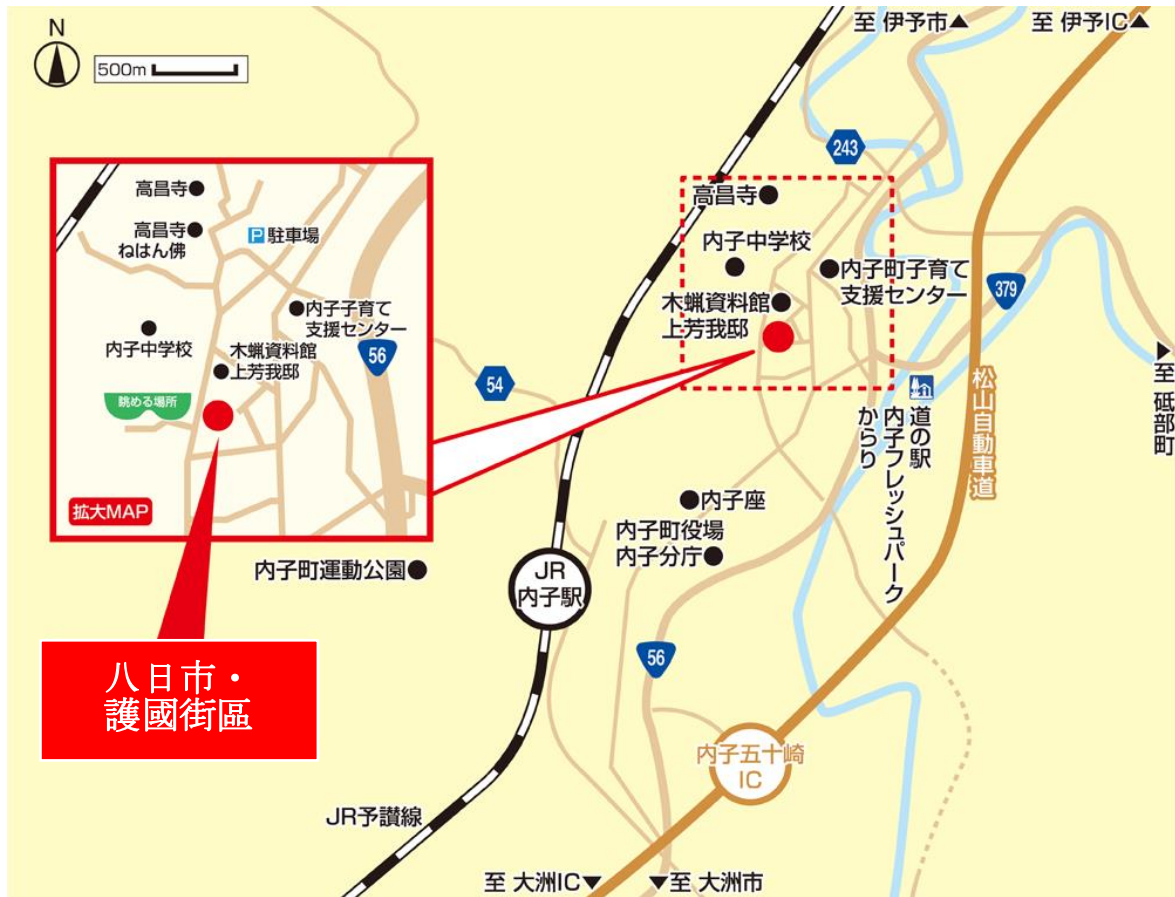 N
500m
至 伊予市▲
至 伊予IC▲
243
高昌寺
内子中学校
内子町子育て
支援センター
木蝋資料館
上芳我邸
379
▶至 砥部町
54
道の駅
内子フレッシュパーク
からり
松山自動車道
高昌寺
高昌寺
ねはん佛
P 駐車場
内子子育て
支援センター
内子中学校
木蝋資料館
上芳我邸
56
眺める場所
拡大MAP
内子座
内子町役場
内子分庁
内子町運動公園
JR
内子駅
56
八日市・
護國街區
内子五十崎
IC
JR予讃線
至 大洲IC▼
▼至 大洲市